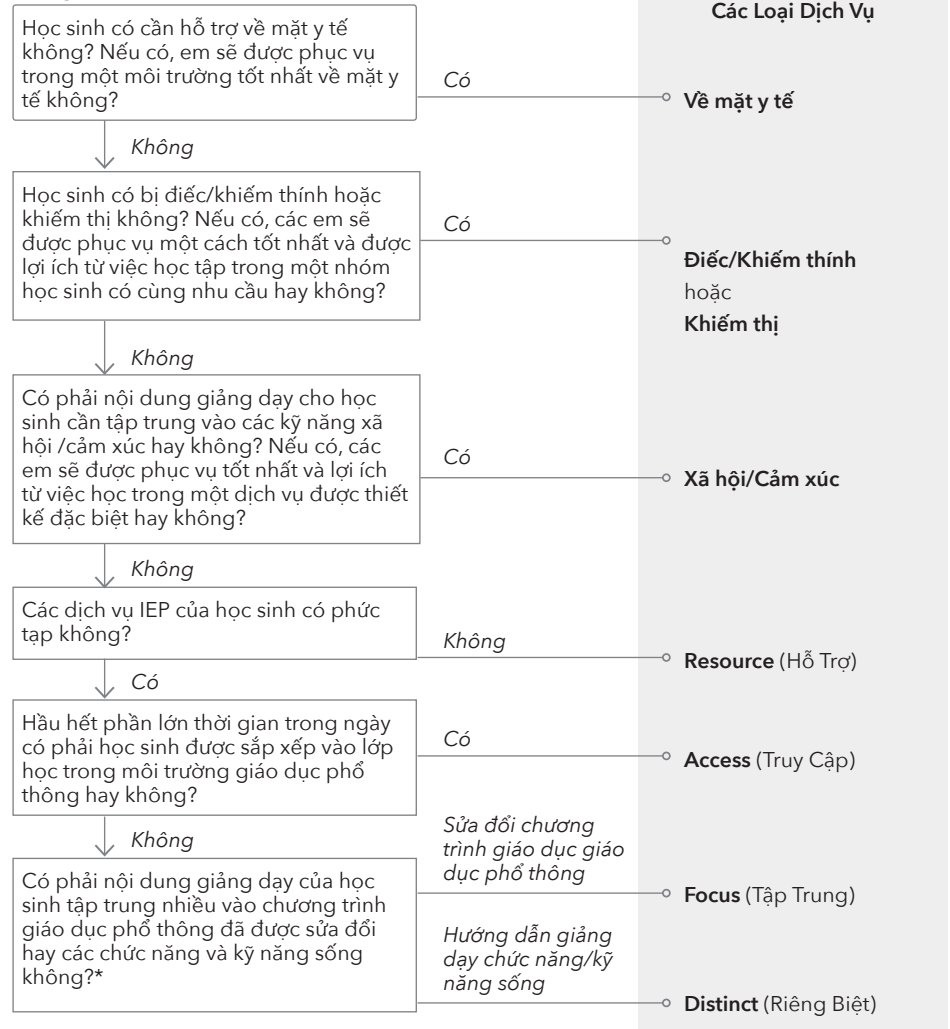 Các Loại Dịch Vụ
Học sinh có cần hỗ trợ về mặt y tế
không? Nếu có, em sẽ được phục vụ
trong một môi trường tốt nhất về mặt y
tế không?
Có
Về mặt y tế
Không
Học sinh có bị điếc/khiếm thính hoặc
khiếm thị không? Nếu có, các em sẽ
được phục vụ một cách tốt nhất và được
lợi ích từ việc học tập trong một nhóm
học sinh có cùng nhu cầu hay không?
Có
Điếc/Khiếm thính
hoặc
Khiếm thị
Không
Có phải nội dung giảng dạy cho học
sinh cần tập trung vào các kỹ năng xã
hội /cảm xúc hay không? Nếu có, các
em sẽ được phục vụ tốt nhất và lợi ích
từ việc học trong một dịch vụ được thiết
kế đặc biệt hay không?
Có
Xã hội/Cảm xúc
Không
Các dịch vụ IEP của học sinh có phức
tạp không?
Không
Resource (Hỗ Trợ)
Có
Hầu hết phần lớn thời gian trong ngày
có phải học sinh được sắp xếp vào lớp
học trong môi trường giáo dục phổ
thông hay không?
Có
Access (Truy Cập)
Không
Có phải nội dung giảng dạy của học
sinh tập trung nhiều vào chương trình
giáo dục phổ thông đã được sửa đổi
hay các chức năng và kỹ năng sống
không?*
Sửa đổi chương
trình giáo dục giáo
dục phổ thông
Focus (Tập Trung)
Hướng dẫn giảng
dạy chức năng/kỹ
năng sống
Distinct (Riêng Biệt)